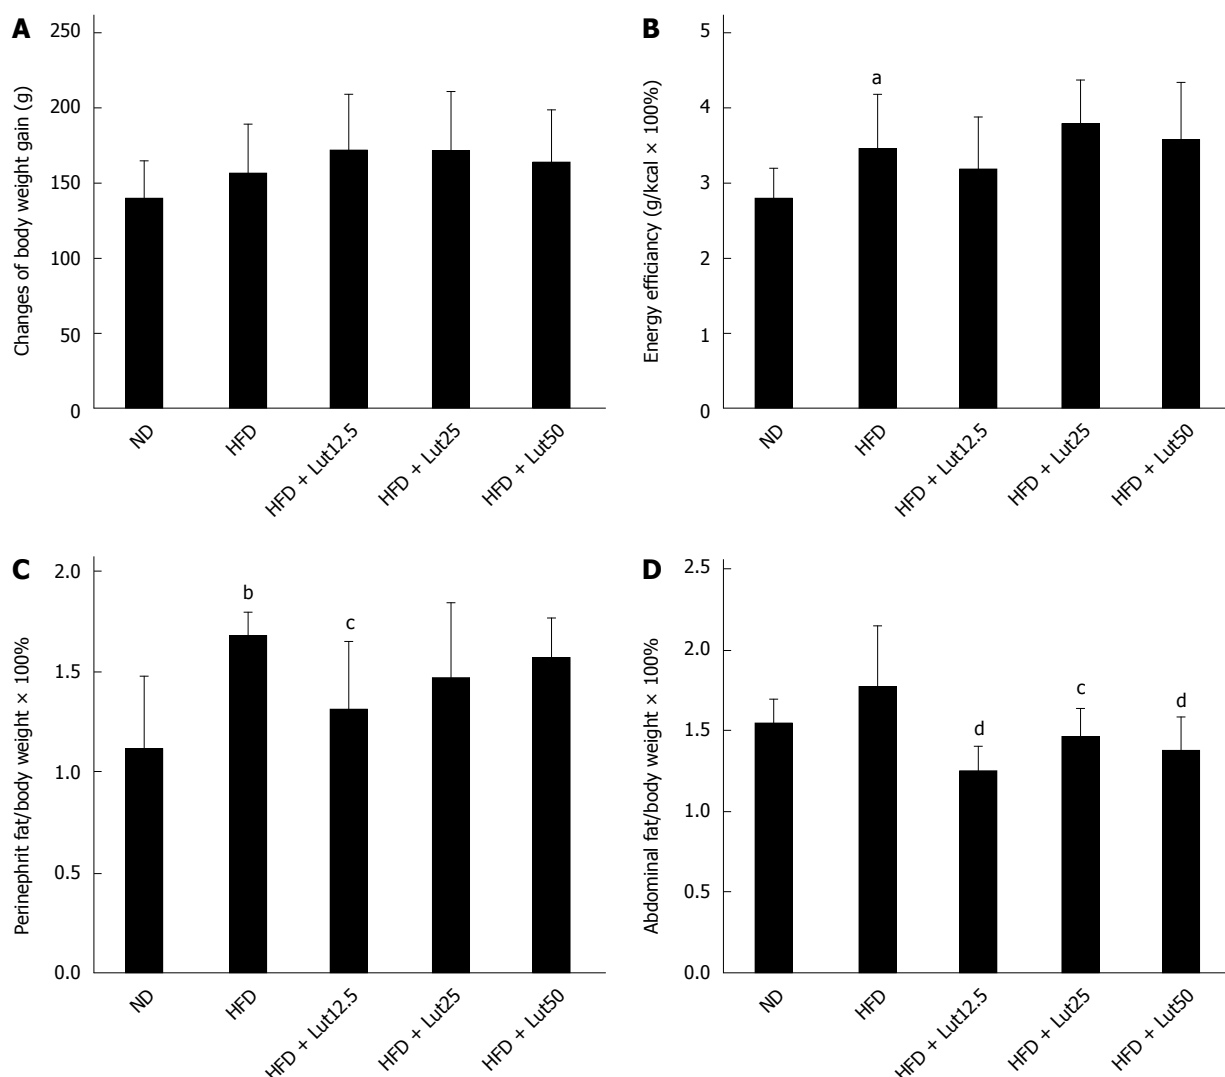 A
Changes of body weight gain (g)
250
200
150
100
50
0
ND
HFD
HFD + Lut12.5
HFD + Lut25
HFD + Lut50
B
Energy efficiancy (g/kcal × 100%)
5
4
3
2
1
0
a
ND
HFD
HFD + Lut12.5
HFD + Lut25
HFD + Lut50
C
Perinephrit fat/body weight × 100%
2.0
1.5
1.0
0.5
0.0
b
c
ND
HFD
HFD + Lut12.5
HFD + Lut25
HFD + Lut50
D
Abdominal fat/body weight × 100%
2.5
2.0
1.5
1.0
0.5
0.0
d
c
d
ND
HFD
HFD + Lut12.5
HFD + Lut25
HFD + Lut50